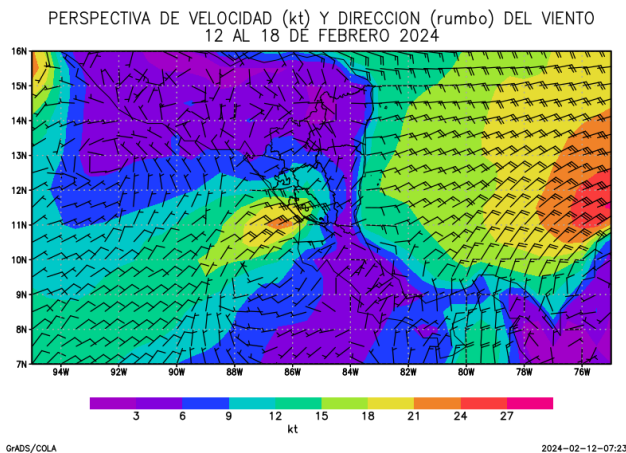 PERSPECTIVA DE VELOCIDAD (kt) Y DIRECCION (rumbo) DEL VIENTO
12 AL 18 DE FEBRERO 2024
16N
15N
14N
13N
12N
11N
10N
9N
8N
7N
94W 92W 90W 88W 86W 84W 82W 80W 78W 76W
3 6 9 12 15 18 21 24 27
kt
GrADS/COLA 2024-02-12-07:23